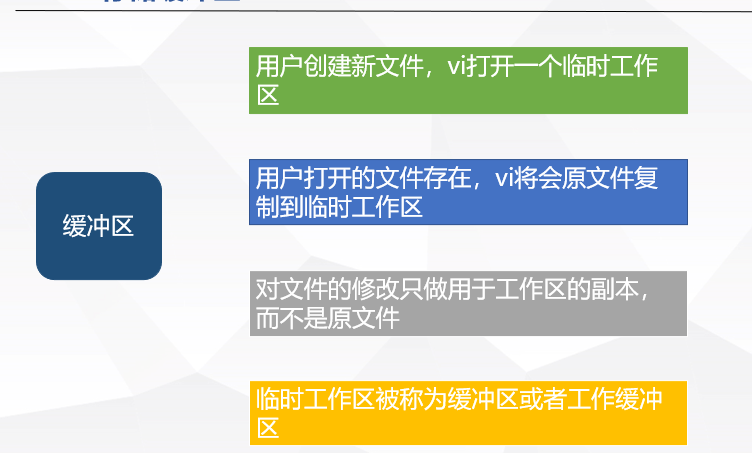 用户创建新文件，vi打开一个临时工作
区
用户打开的文件存在，vi将会原文件复
制到临时工作区
缓冲区
对文件的修改只做用于工作区的副本，
而不是原文件
临时工作区被称为缓冲区或者工作缓冲
区